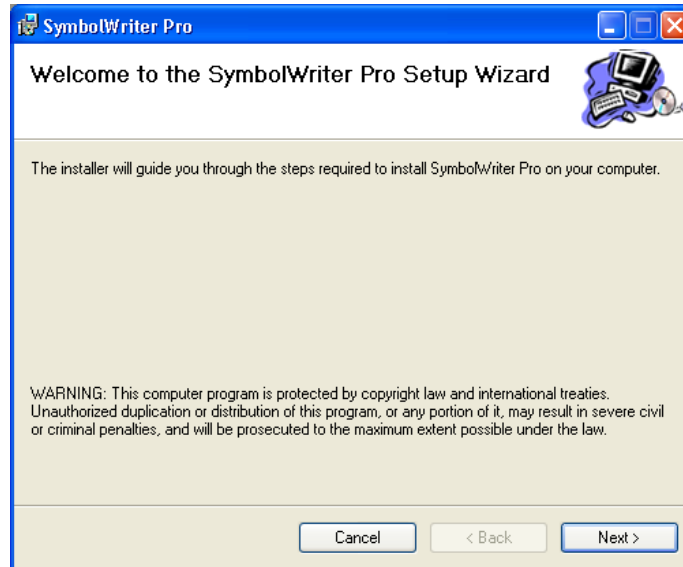 SymbolWriter Pro
Welcome to the SymbolWriter Pro Setup Wizard
The installer will guide you through the steps required to install SymbolWriter Pro on your computer.
WARNING: This computer program is protected by copyright law and international treaties.
Unauthorized duplication or distribution of this program, or any portion of it, may result in severe civil
or criminal penalties, and will be prosecuted to the maximum extent possible under the law.
Cancel < Back Next >